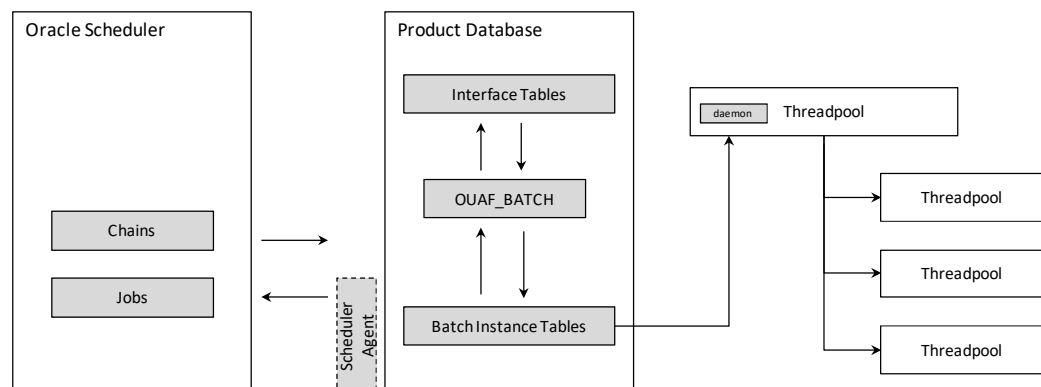 Oracle Scheduler
Chains
Jobs
Scheduler
Agent
Product Database
Interface Tables
OUAF_BATCH
Batch Instance Tables
daemon
Threadpool
Threadpool
Threadpool
Threadpool